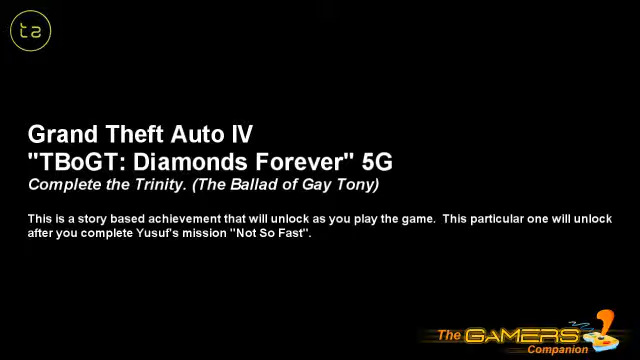 ta
Grand Theft Auto IV
"TBoGT: Diamonds Forever" 5G
Complete the Trinity. (The Ballad of Gay Tony)
This is a story based achievement that will unlock as you play the game.  This particular one will unlock
after you complete Yusuf's mission "Not So Fast".
The GAMERS
Companion